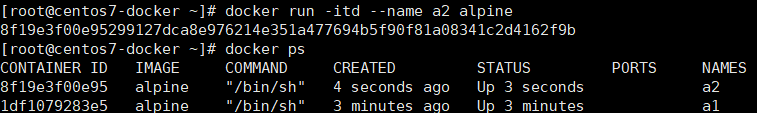 [root@centos7-docker ~]# docker run -itd --name a2 alpine
8f19e3f00e95299127dca8e976214e351a477694b5f90f81a08341c2d4162f9b
[root@centos7-docker ~]# docker ps
CONTAINER ID   IMAGE     COMMAND     CREATED         STATUS         PORTS     NAMES
8f19e3f00e95   alpine    "/bin/sh"   4 seconds ago   Up 3 seconds             a2
1df1079283e5   alpine    "/bin/sh"   3 minutes ago   Up 3 minutes             a1